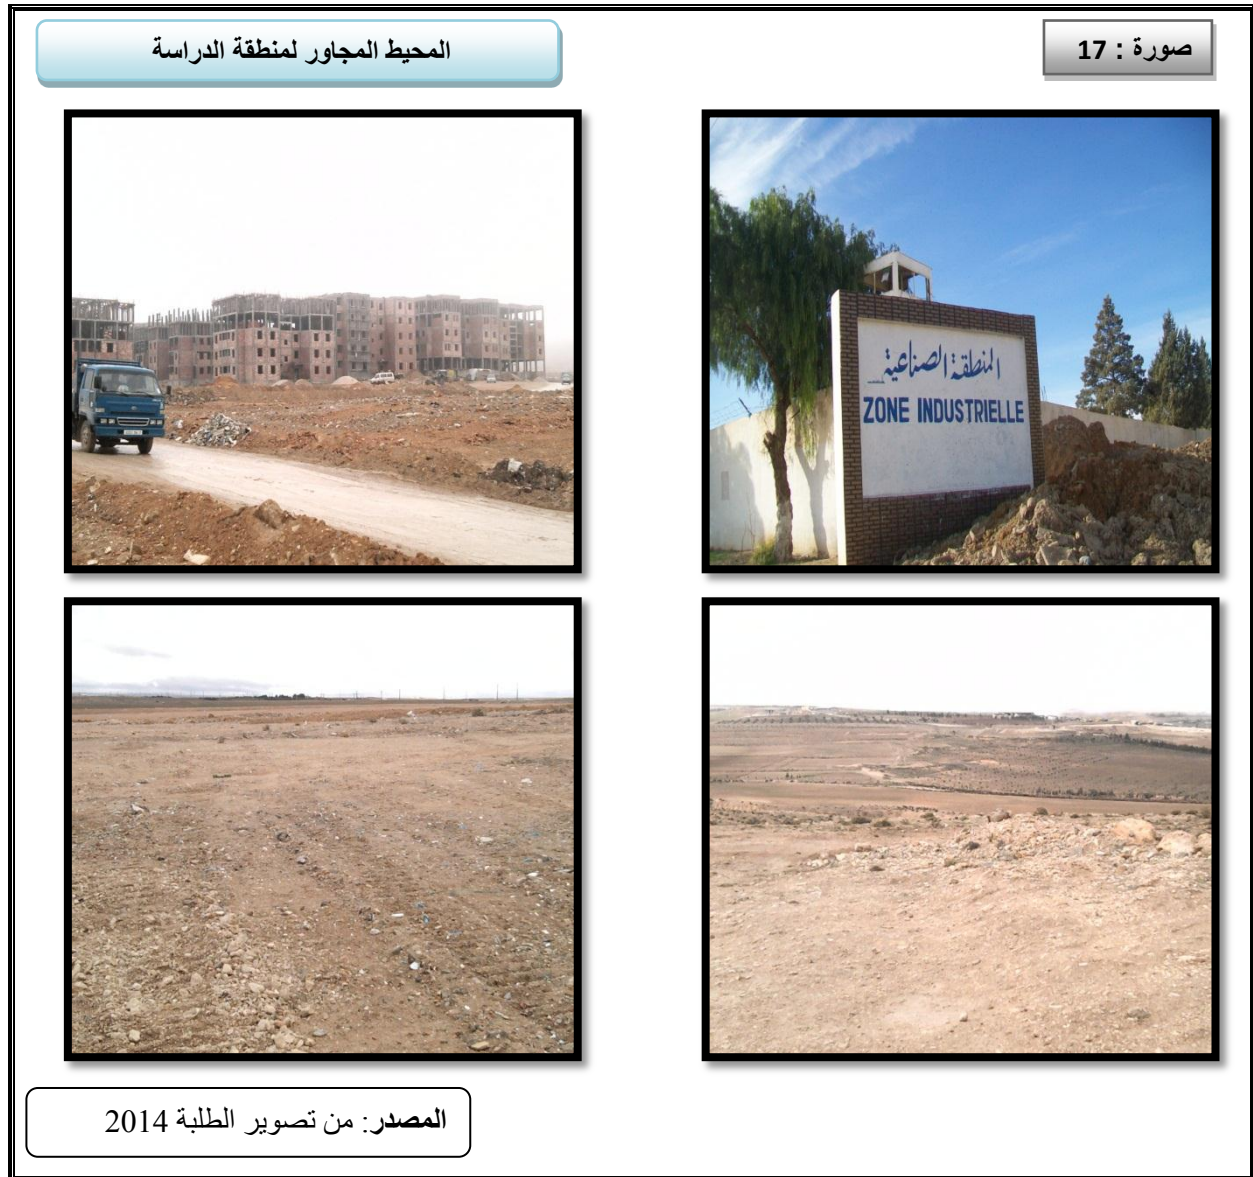 صورة : 17
المحيط المجاور لمنطقة الدراسة
المنطقة الصناعية
ZONE INDUSTRIELLE
المصدر: من تصوير الطلبة 2014